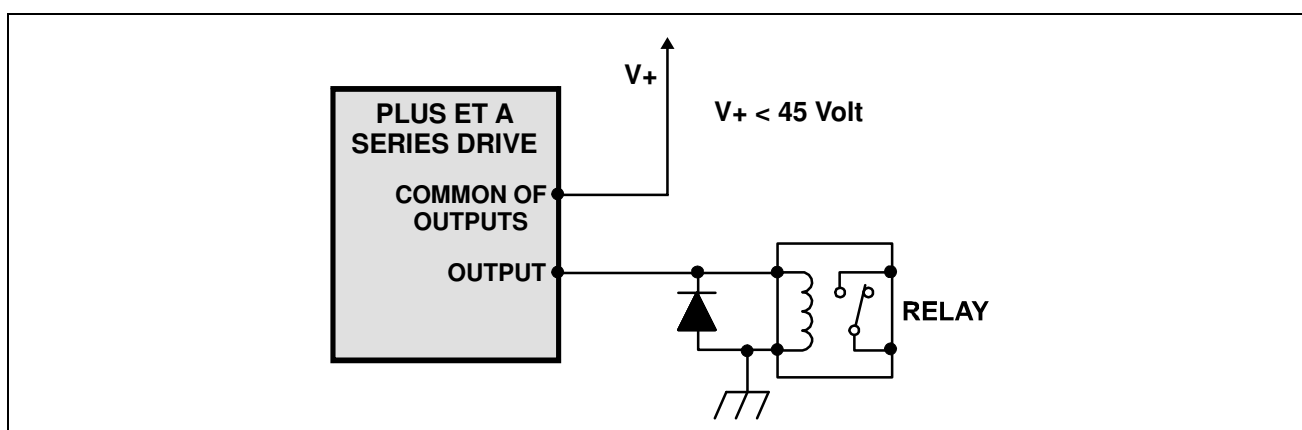 V+
V+ < 45 Volt
PLUS ET A
SERIES DRIVE
COMMON OF
OUTPUTS
OUTPUT
RELAY